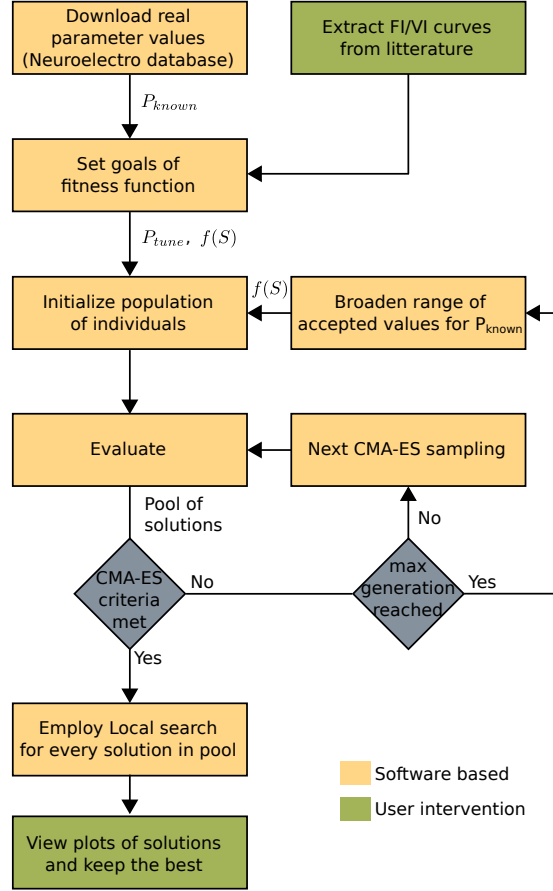 Download real
parameter values
(Neuroelectro database)
Extract FI/VI curves
from litterature
P_known
Set goals of
fitness function
P_tune, f(S)
Initialize population
of individuals
f(S)
Broaden range of
accepted values for P_known
Evaluate
Next CMA-ES sampling
Pool of
solutions
No
CMA-ES
criteria
met
No
max
generation
reached
Yes
Yes
Employ Local search
for every solution in pool
Software based
User intervention
View plots of solutions
and keep the best